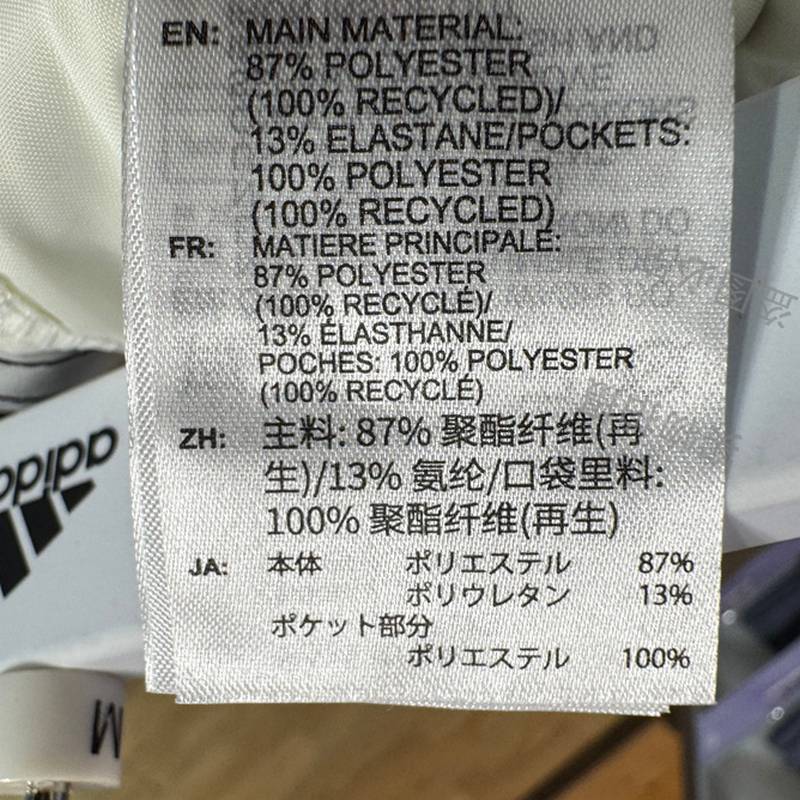 EN: MAIN MATERIAL:
87% POLYESTER
(100% RECYCLED)/
13% ELASTANE/POCKETS:
100% POLYESTER
(100% RECYCLED)
FR: MATIERE PRINCIPALE:
87% POLYESTER
(100% RECYCLÉ)/
13% ÉLASTHANNE/
POCHES: 100% POLYESTER
(100% RECYCLÉ)
ZH: 主料: 87% 聚酯纤维(再
生)/13% 氨纶/口袋里料:
100% 聚酯纤维(再生)
JA: 本体 ポリエステル 87%
ポリウレタン 13%
ポケット部分
ポリエステル 100%
adidas
M